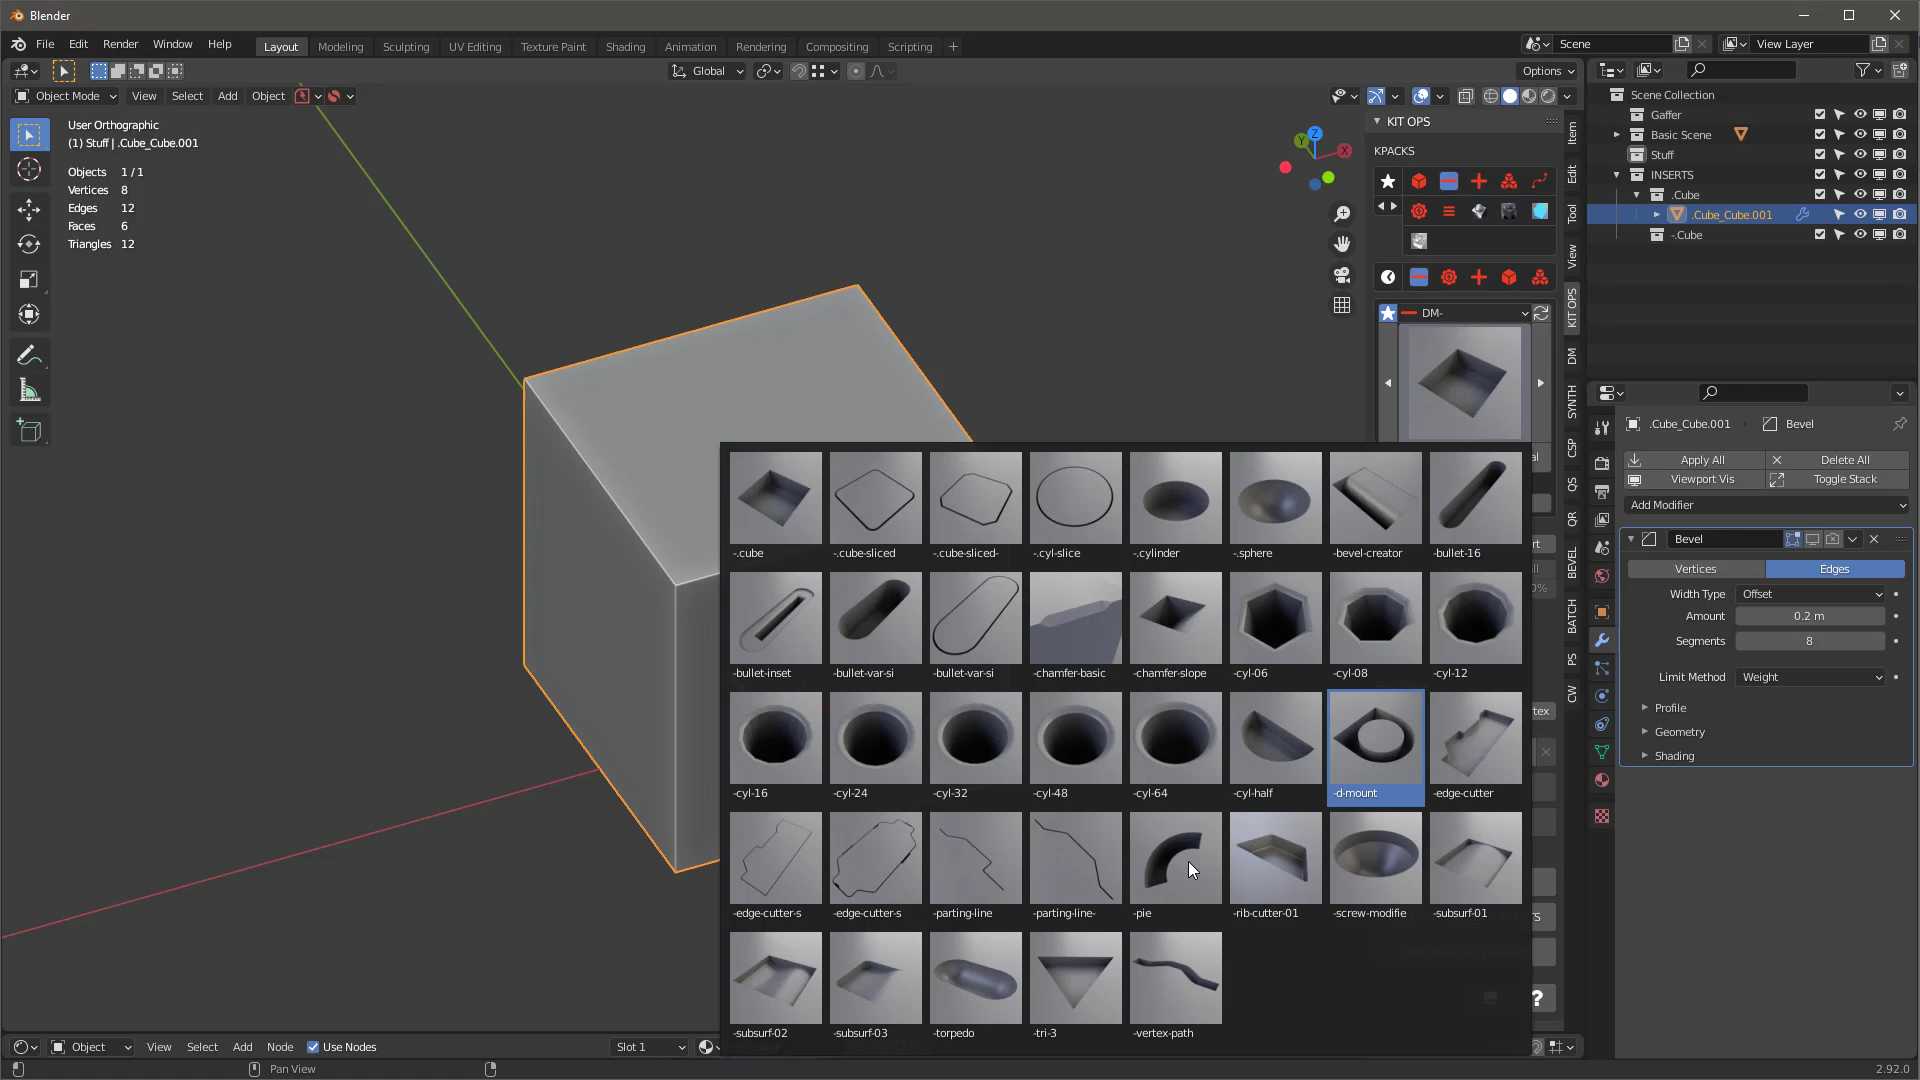 Blender
File Edit Render Window Help
Layout Modeling Sculpting UV Editing Texture Paint Shading Animation Rendering Compositing Scripting +
Scene View Layer
Global Options
Object Mode View Select Add Object
User Orthographic
(1) Stuff | .Cube_Cube.001
Objects 1 / 1
Vertices 8
Edges 12
Faces 6
Triangles 12
Z
Y
X
KIT OPS
KPACKS
DM-
Item
Edit
Tool
View
KIT OPS
DM
SYNTH
CSP
QS
QR
BEVEL
BATCH
PS
CW
Scene Collection
Gaffer
Basic Scene
Stuff
INSERTS
.Cube
.Cube_Cube.001
-.Cube
.Cube_Cube.001 Bevel
Apply All Delete All
Viewport Vis Toggle Stack
Add Modifier
Bevel
Vertices Edges
Width Type Offset
Amount 0.2 m
Segments 8
Limit Method Weight
Profile
Geometry
Shading
-.cube -.cube-sliced -.cube-sliced- -.cyl-slice -.cylinder -.sphere -bevel-creator -bullet-16
-bullet-inset -bullet-var-si -bullet-var-si -chamfer-basic -chamfer-slope -cyl-06 -cyl-08 -cyl-12
-cyl-16 -cyl-24 -cyl-32 -cyl-48 -cyl-64 -cyl-half -d-mount -edge-cutter
-edge-cutter-s -edge-cutter-s -parting-line -parting-line- -pie -rib-cutter-01 -screw-modifie -subsurf-01
-subsurf-02 -subsurf-03 -torpedo -tri-3 -vertex-path
?
Object View Select Add Node Use Nodes Slot 1
Pan View
2.92.0